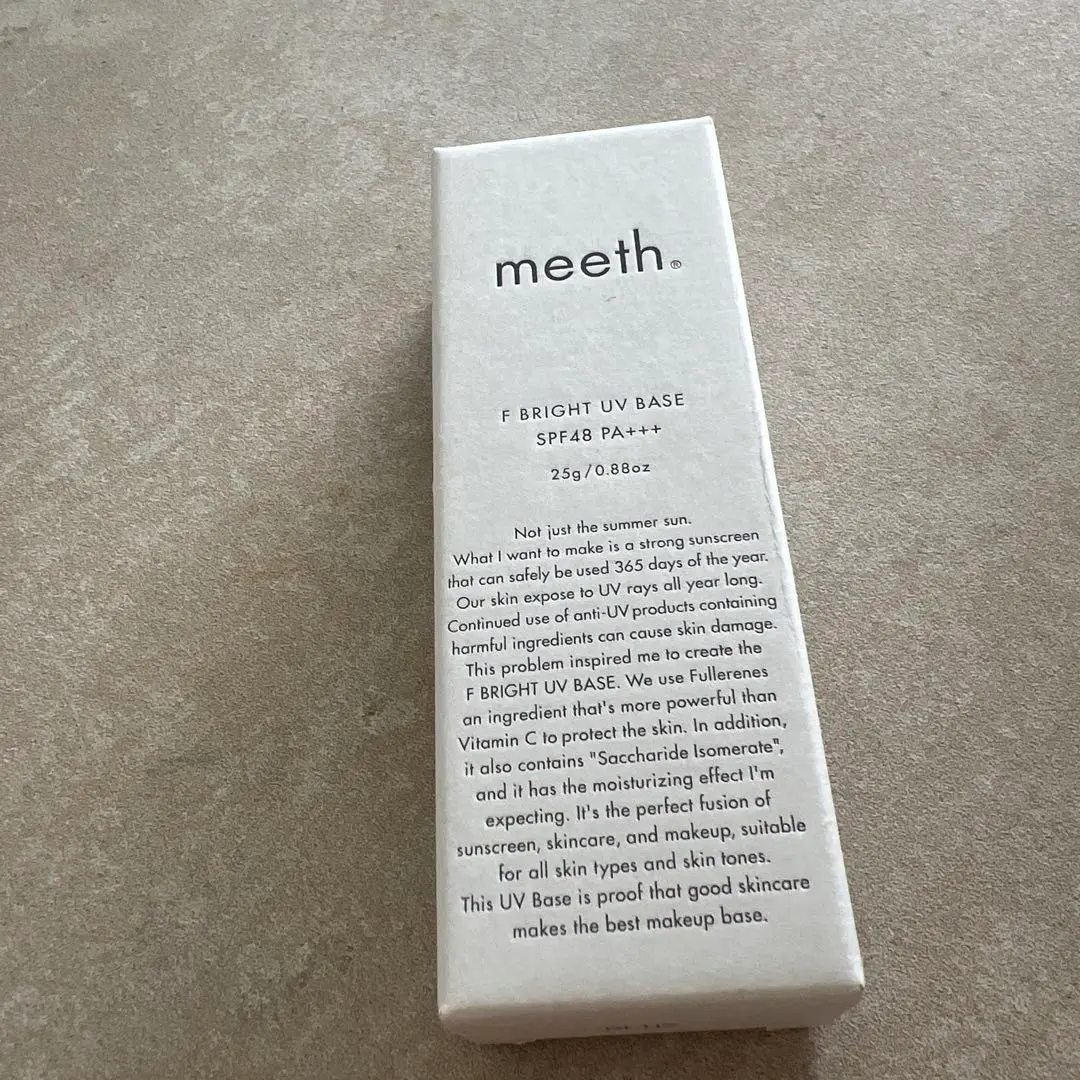 meeth®
F BRIGHT UV BASE
SPF48 PA+++
25g/0.88oz
Not just the summer sun.
What I want to make is a strong sunscreen
that can safely be used 365 days of the year.
Our skin expose to UV rays all year long.
Continued use of anti-UV products containing
harmful ingredients can cause skin damage.
This problem inspired me to create the
F BRIGHT UV BASE. We use Fullerenes
an ingredient that's more powerful than
Vitamin C to protect the skin. In addition,
it also contains "Saccharide Isomerate",
and it has the moisturizing effect I'm
expecting. It's the perfect fusion of
sunscreen, skincare, and makeup, suitable
for all skin types and skin tones.
This UV Base is proof that good skincare
makes the best makeup base.